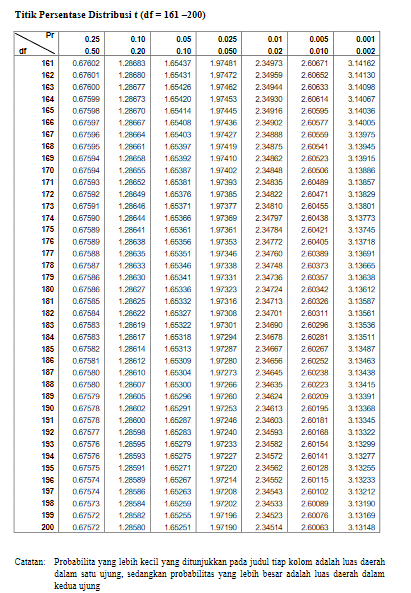 Titik Persentase Distribusi t (df = 161 –200)
Pr 0.25 0.10 0.05 0.025 0.01 0.005 0.001
df 0.50 0.20 0.10 0.050 0.02 0.010 0.002
161 0.67602 1.28683 1.65437 1.97481 2.34973 2.60671 3.14162
162 0.67601 1.28680 1.65431 1.97472 2.34959 2.60652 3.14130
163 0.67600 1.28677 1.65426 1.97462 2.34944 2.60633 3.14098
164 0.67599 1.28673 1.65420 1.97453 2.34930 2.60614 3.14067
165 0.67598 1.28670 1.65414 1.97445 2.34916 2.60595 3.14036
166 0.67597 1.28667 1.65408 1.97436 2.34902 2.60577 3.14005
167 0.67596 1.28664 1.65403 1.97427 2.34888 2.60559 3.13975
168 0.67595 1.28661 1.65397 1.97419 2.34875 2.60541 3.13945
169 0.67594 1.28658 1.65392 1.97410 2.34862 2.60523 3.13915
170 0.67594 1.28655 1.65387 1.97402 2.34848 2.60506 3.13886
171 0.67593 1.28652 1.65381 1.97393 2.34835 2.60489 3.13857
172 0.67592 1.28649 1.65376 1.97385 2.34822 2.60471 3.13829
173 0.67591 1.28646 1.65371 1.97377 2.34810 2.60455 3.13801
174 0.67590 1.28644 1.65366 1.97369 2.34797 2.60438 3.13773
175 0.67589 1.28641 1.65361 1.97361 2.34784 2.60421 3.13745
176 0.67589 1.28638 1.65356 1.97353 2.34772 2.60405 3.13718
177 0.67588 1.28635 1.65351 1.97346 2.34760 2.60389 3.13691
178 0.67587 1.28633 1.65346 1.97338 2.34748 2.60373 3.13665
179 0.67586 1.28630 1.65341 1.97331 2.34736 2.60357 3.13638
180 0.67586 1.28627 1.65336 1.97323 2.34724 2.60342 3.13612
181 0.67585 1.28625 1.65332 1.97316 2.34713 2.60326 3.13587
182 0.67584 1.28622 1.65327 1.97308 2.34701 2.60311 3.13561
183 0.67583 1.28619 1.65322 1.97301 2.34690 2.60296 3.13536
184 0.67583 1.28617 1.65318 1.97294 2.34678 2.60281 3.13511
185 0.67582 1.28614 1.65313 1.97287 2.34667 2.60267 3.13487
186 0.67581 1.28612 1.65309 1.97280 2.34656 2.60252 3.13463
187 0.67580 1.28610 1.65304 1.97273 2.34645 2.60238 3.13438
188 0.67580 1.28607 1.65300 1.97266 2.34635 2.60223 3.13415
189 0.67579 1.28605 1.65296 1.97260 2.34624 2.60209 3.13391
190 0.67578 1.28602 1.65291 1.97253 2.34613 2.60195 3.13368
191 0.67578 1.28600 1.65287 1.97246 2.34603 2.60181 3.13345
192 0.67577 1.28598 1.65283 1.97240 2.34593 2.60168 3.13322
193 0.67576 1.28595 1.65279 1.97233 2.34582 2.60154 3.13299
194 0.67576 1.28593 1.65275 1.97227 2.34572 2.60141 3.13277
195 0.67575 1.28591 1.65271 1.97220 2.34562 2.60128 3.13255
196 0.67574 1.28589 1.65267 1.97214 2.34552 2.60115 3.13233
197 0.67574 1.28586 1.65263 1.97208 2.34543 2.60102 3.13212
198 0.67573 1.28584 1.65259 1.97202 2.34533 2.60089 3.13190
199 0.67572 1.28582 1.65255 1.97196 2.34523 2.60076 3.13169
200 0.67572 1.28580 1.65251 1.97190 2.34514 2.60063 3.13148
Catatan: Probabilita yang lebih kecil yang ditunjukkan pada judul tiap kolom adalah luas daerah
dalam satu ujung, sedangkan probabilitas yang lebih besar adalah luas daerah dalam
kedua ujung